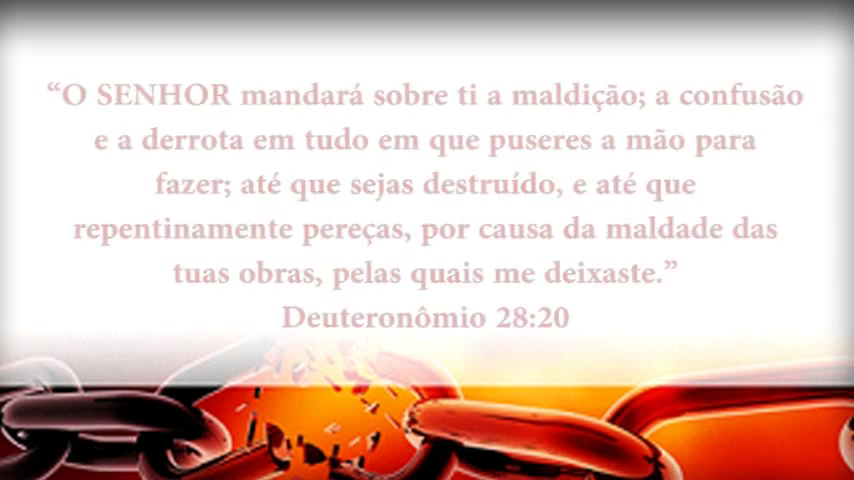 “O SENHOR mandará sobre ti a maldição; a confusão
e a derrota em tudo em que puseres a mão para
fazer; até que sejas destruído, e até que
repentinamente pereças, por causa da maldade das
tuas obras, pelas quais me deixaste.”
Deuteronômio 28:20